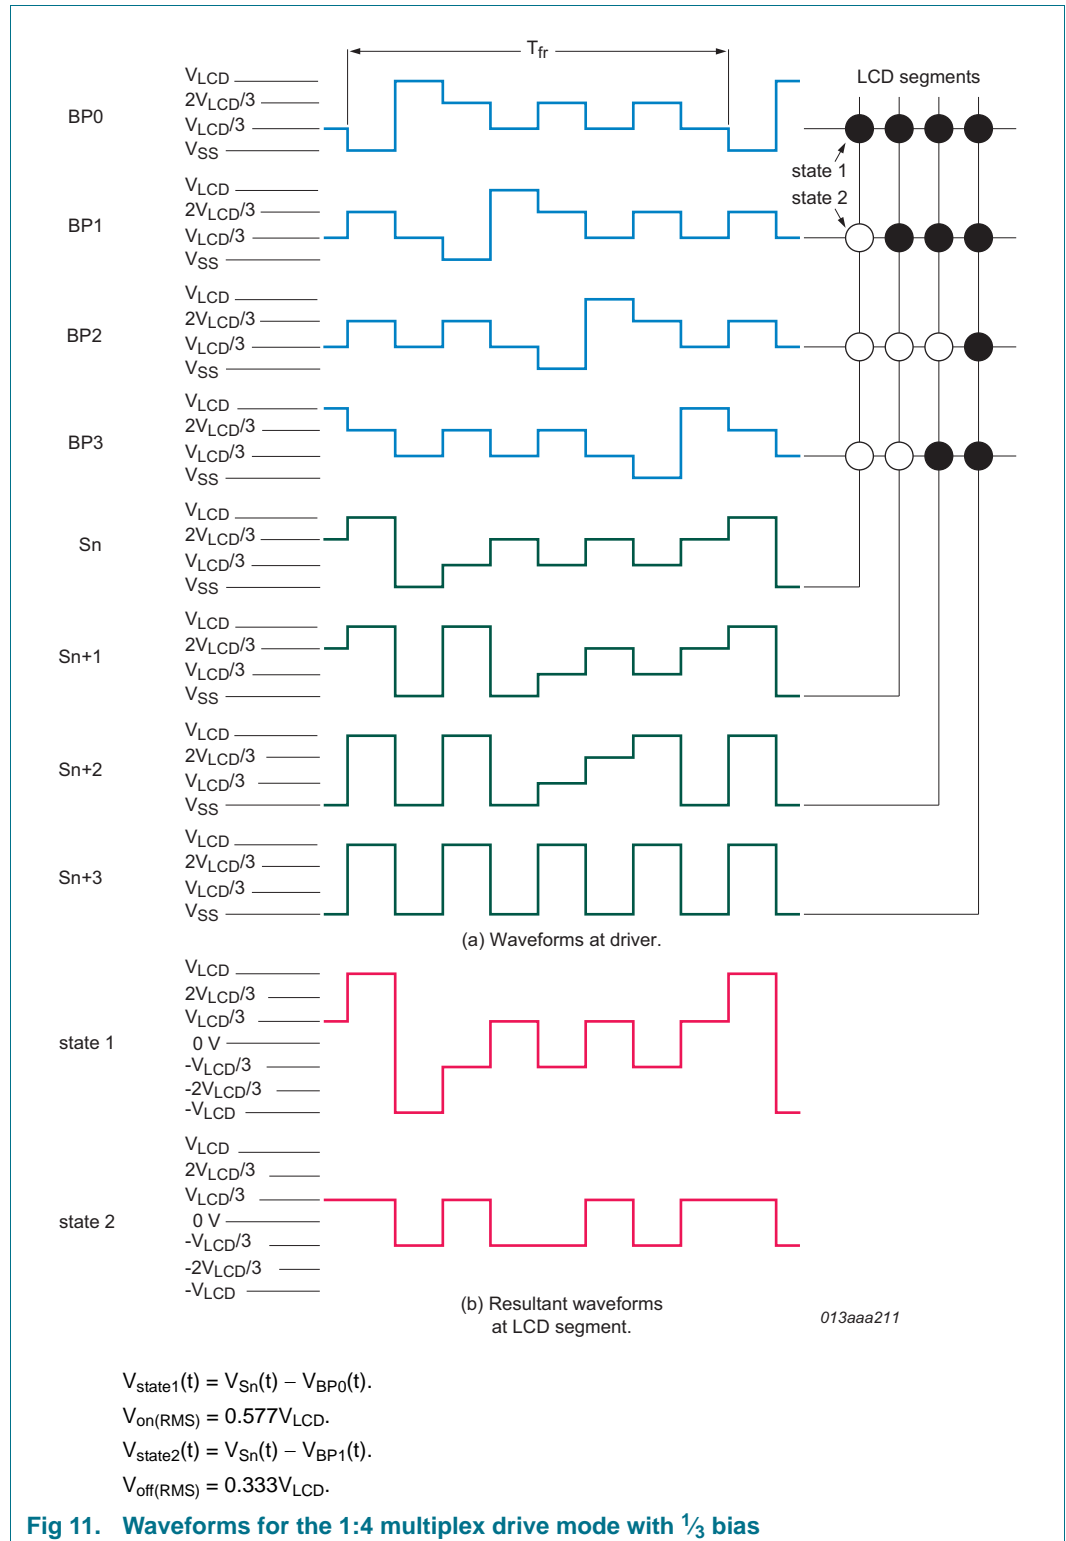 Tfr
VLCD
2VLCD/3
BP0
VLCD/3
VSS
LCD segments
state 1
state 2
VLCD
2VLCD/3
BP1
VLCD/3
VSS
VLCD
2VLCD/3
BP2
VLCD/3
VSS
VLCD
2VLCD/3
BP3
VLCD/3
VSS
VLCD
2VLCD/3
Sn
VLCD/3
VSS
VLCD
2VLCD/3
Sn+1
VLCD/3
VSS
VLCD
2VLCD/3
Sn+2
VLCD/3
VSS
VLCD
2VLCD/3
Sn+3
VLCD/3
VSS
(a) Waveforms at driver.
VLCD
2VLCD/3
VLCD/3
state 1
0 V
-VLCD/3
-2VLCD/3
-VLCD
VLCD
2VLCD/3
VLCD/3
state 2
0 V
-VLCD/3
-2VLCD/3
-VLCD
(b) Resultant waveforms
at LCD segment.
013aaa211
Vstate1(t) = VSn(t) − VBP0(t).
Von(RMS) = 0.577VLCD.
Vstate2(t) = VSn(t) − VBP1(t).
Voff(RMS) = 0.333VLCD.
Fig 11. Waveforms for the 1:4 multiplex drive mode with 1⁄3 bias